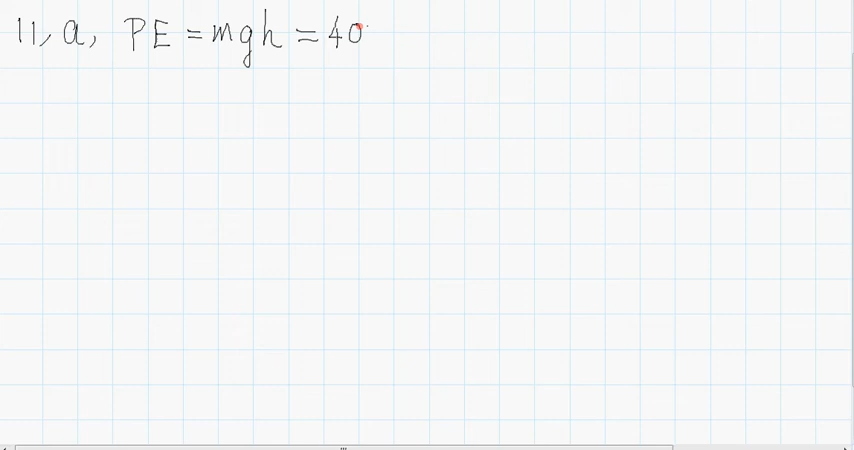 11, a, PE = mgh = 40